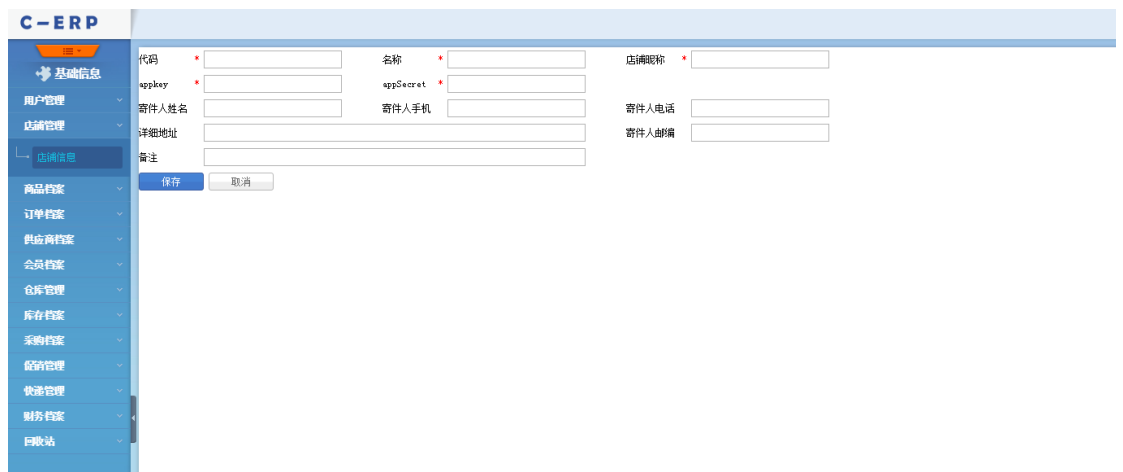 C-ERP
基础信息
用户管理
店铺管理
店铺信息
商品档案
订单档案
供应商档案
会员档案
仓库管理
库存档案
采购档案
促销管理
快递管理
财务档案
回收站
代码 * 名称 * 店铺昵称 *
appkey * appSecret *
寄件人姓名 寄件人手机 寄件人电话
详细地址 寄件人邮编
备注
保存 取消